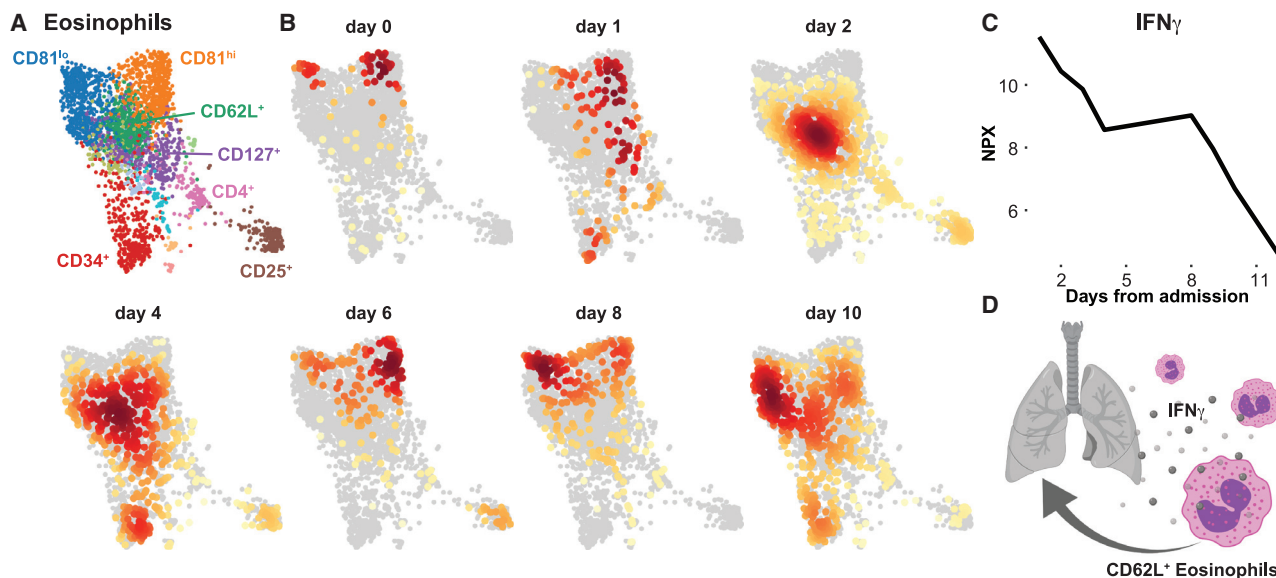 A Eosinophils
CD81lo
CD81hi
CD62L+
CD127+
CD4+
CD34+
CD25+
B
day 0
day 1
day 2
day 4
day 6
day 8
day 10
C
IFNγ
NPX
10
8
6
2
5
8
11
Days from admission
D
IFNγ
CD62L+ Eosinophils